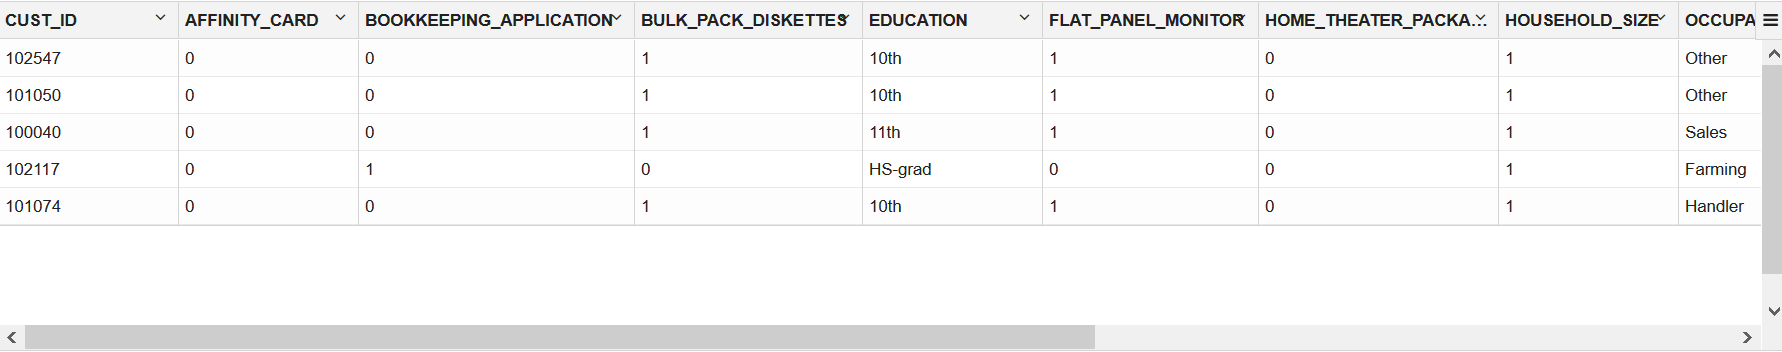 CUST_ID AFFINITY_CARD BOOKKEEPING_APPLICATION BULK_PACK_DISKETTES EDUCATION FLAT_PANEL_MONITOR HOME_THEATER_PACKA... HOUSEHOLD_SIZE OCCUPA
102547 0 0 1 10th 1 0 1 Other
101050 0 0 1 10th 1 0 1 Other
100040 0 0 1 11th 1 0 1 Sales
102117 0 1 0 HS-grad 0 0 1 Farming
101074 0 0 1 10th 1 0 1 Handler